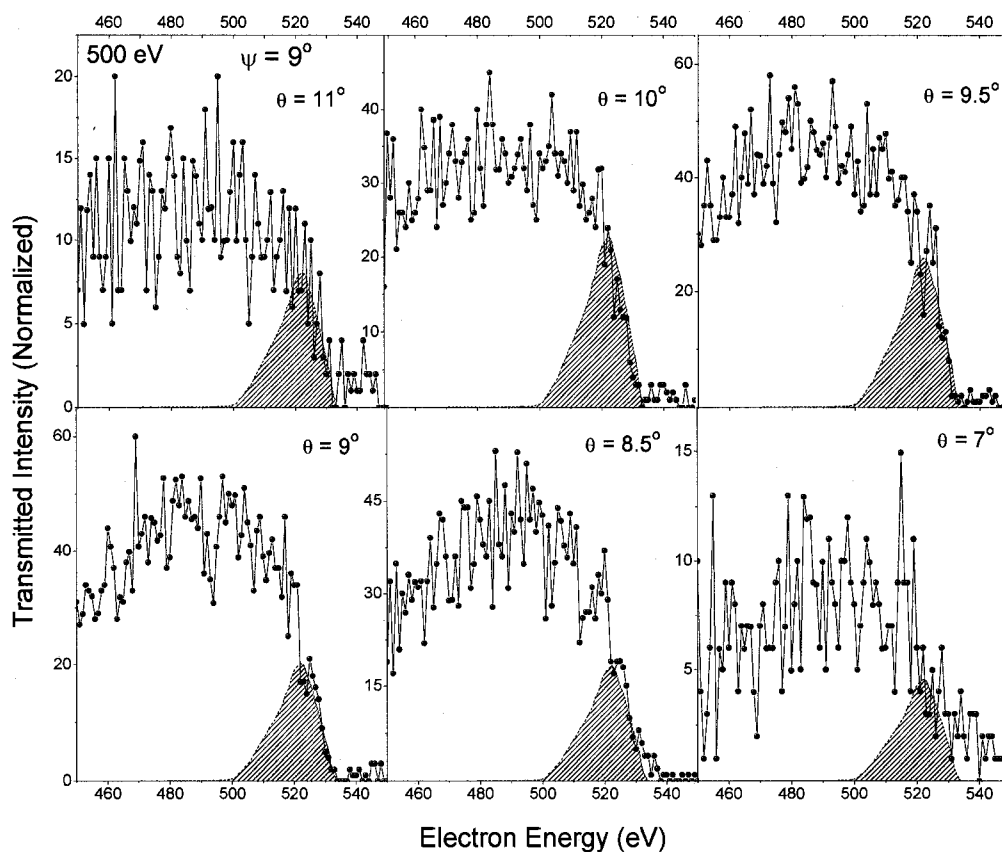 460 480 500 520 540 460 480 500 520 540 460 480 500 520 540
500 eV ψ = 9°
θ = 11°
θ = 10°
θ = 9.5°
20
15
10
5
0
40
30
20
10
0
80
60
40
20
0
θ = 9°
θ = 8.5°
θ = 7°
60
40
20
0
45
30
15
15
10
5
460 480 500 520 540 460 480 500 520 540 460 480 500 520 540
Transmitted Intensity (Normalized)
Electron Energy (eV)